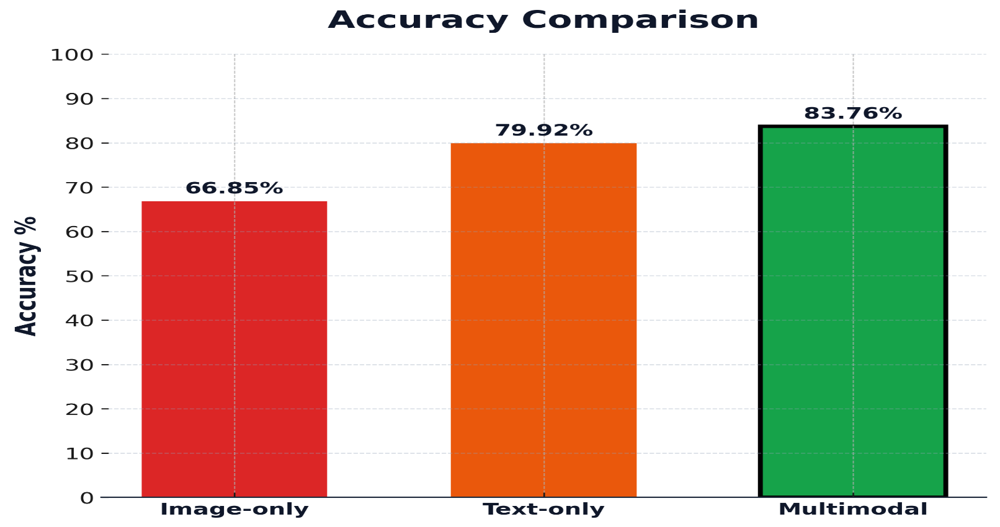 Accuracy Comparison
Accuracy %
100
90
80
70
60
50
40
30
20
10
0
66.85%
79.92%
83.76%
Image-only
Text-only
Multimodal